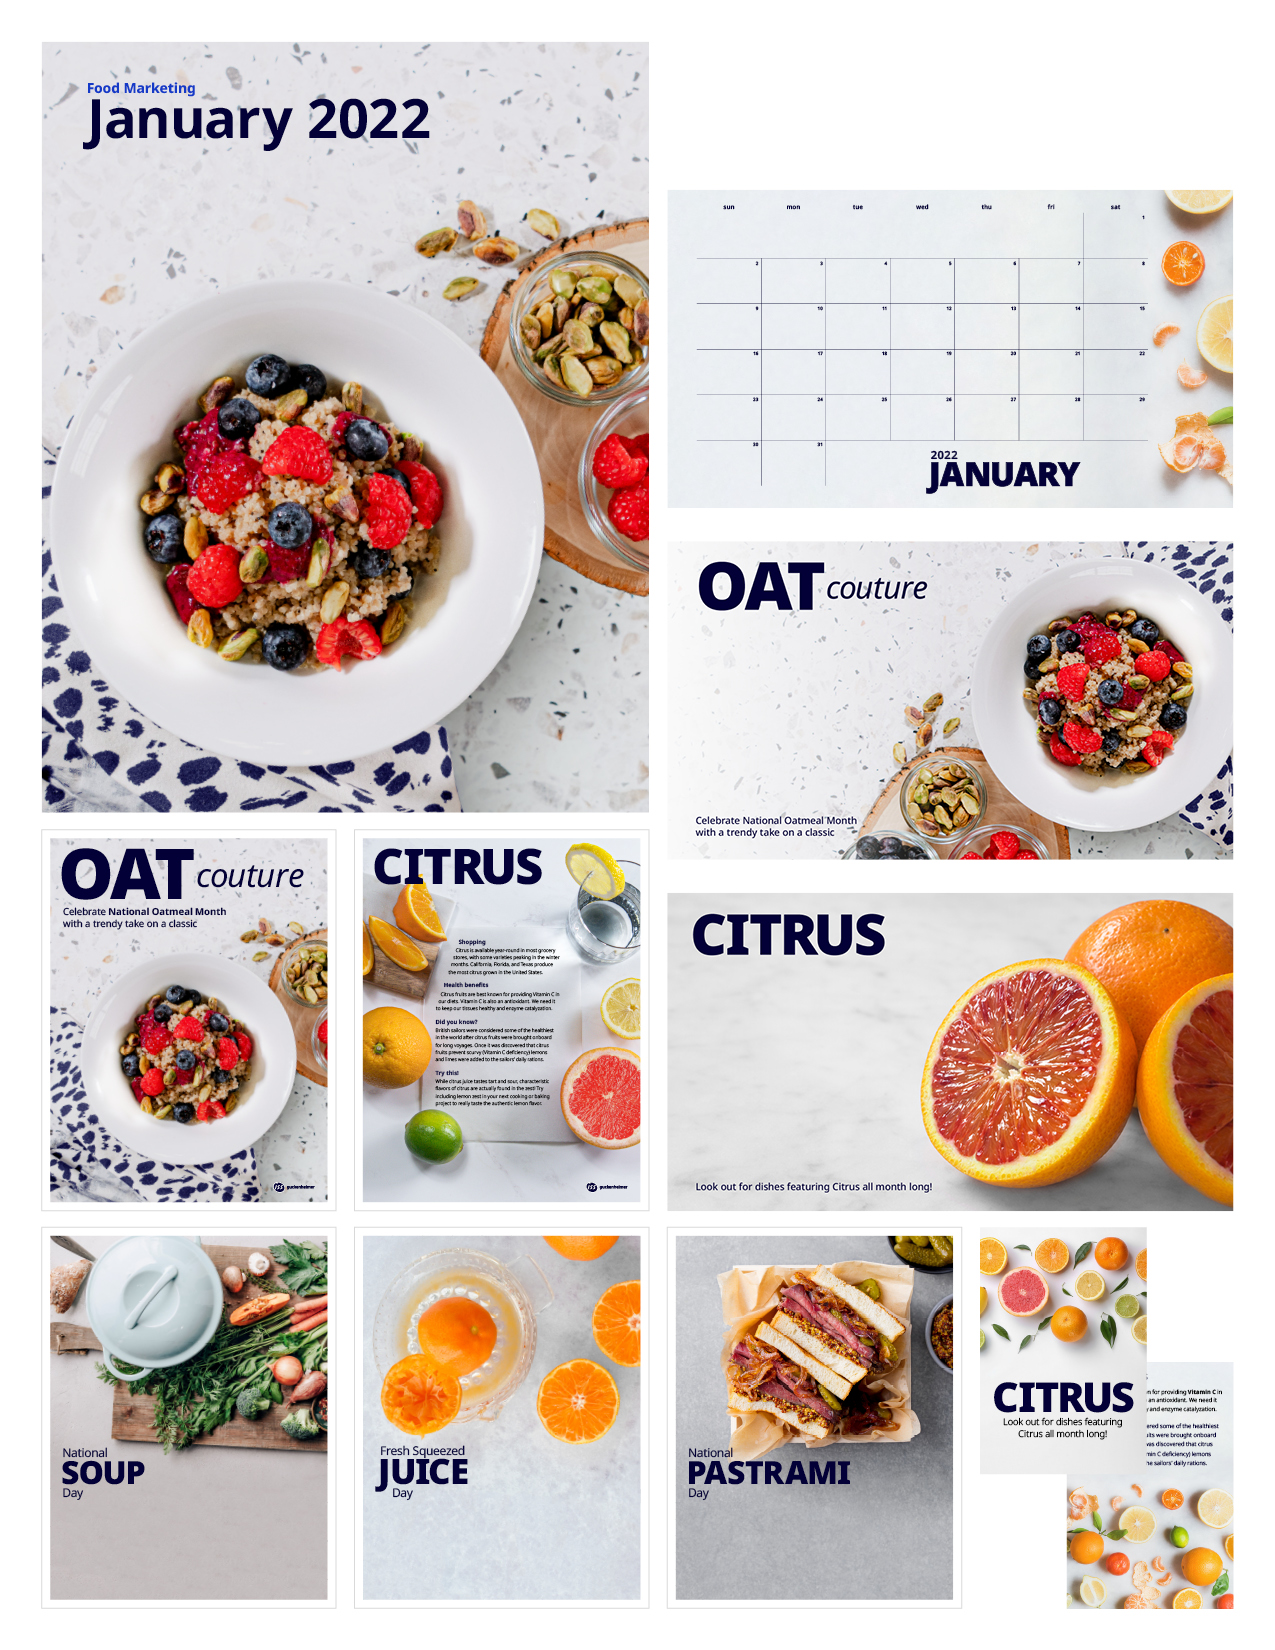 Food Marketing
January 2022
sun mon tue wed thu fri sat
1
2 3 4 5 6 7 8
9 10 11 12 13 14 15
16 17 18 19 20 21 22
23 24 25 26 27 28 29
30 31
2022
JANUARY
OAT couture
Celebrate National Oatmeal Month
with a trendy take on a classic
OAT couture
Celebrate National Oatmeal Month
with a trendy take on a classic
guckenheimer
CITRUS
Shopping
Citrus is available year-round in most grocery
stores, with some varieties peaking in the winter
months. California, Florida, and Texas produce
the most citrus grown in the United States.
Health benefits
Citrus fruits are best known for providing Vitamin C in
our diets. Vitamin C is also an antioxidant. We need it
to keep our tissues healthy and enzyme catalyzation.
Did you know?
British sailors were considered some of the healthiest
in the world after citrus fruits were brought onboard
for long voyages. Once it was discovered that citrus
fruits prevent scurvy (Vitamin C deficiency) lemons
and limes were added to the sailors' daily rations.
Try this!
While citrus juice tastes tart and sour, characteristic
flavors of citrus are actually found in the zest! Try
including lemon zest in your next cooking or baking
project to really taste the authentic lemon flavor.
guckenheimer
CITRUS
Look out for dishes featuring Citrus all month long!
National
SOUP
Day
Fresh Squeezed
JUICE
Day
National
PASTRAMI
Day
CITRUS
Look out for dishes featuring
Citrus all month long!
n for providing Vitamin C in
an antioxidant. We need it
and enzyme catalyzation.
ered some of the healthiest
uits were brought onboard
was discovered that citrus
min C deficiency) lemons
he sailors' daily rations.